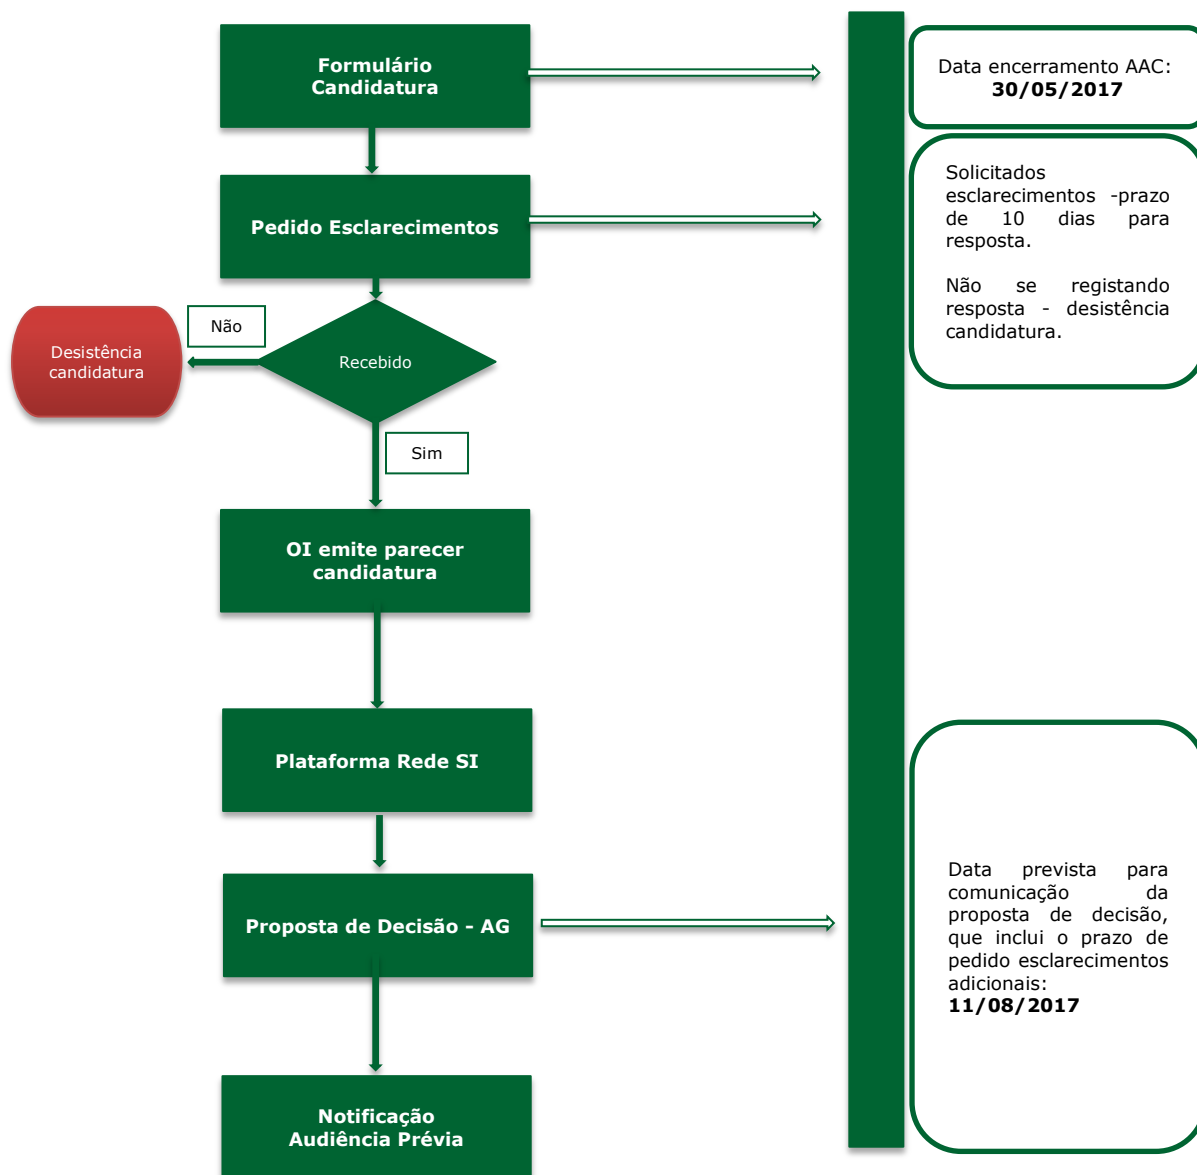 Formulário
Candidatura
Data encerramento AAC:
30/05/2017
Pedido Esclarecimentos
Solicitados
esclarecimentos -prazo
de 10 dias para
resposta.
Não se registando
resposta - desistência
candidatura.
Não
Desistência
candidatura
Recebido
Sim
OI emite parecer
candidatura
Plataforma Rede SI
Proposta de Decisão - AG
Data prevista para
comunicação da
proposta de decisão,
que inclui o prazo de
pedido esclarecimentos
adicionais:
11/08/2017
Notificação
Audiência Prévia